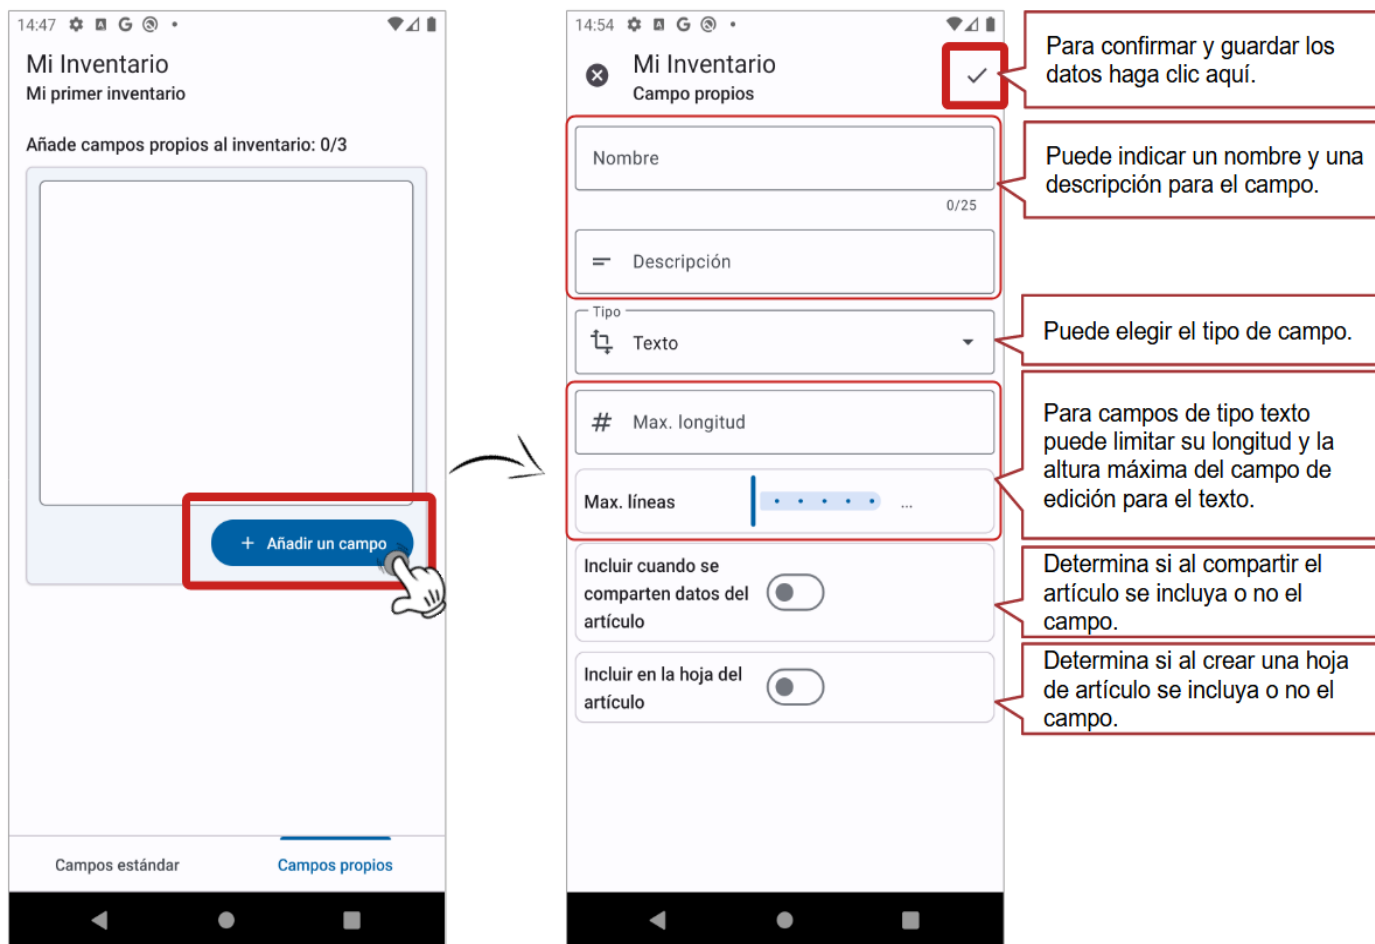 14:47
Mi Inventario
Mi primer inventario
Añade campos propios al inventario: 0/3
+ Añadir un campo
Campos estándar
Campos propios
14:54
Mi Inventario
Campo propios
Nombre
0/25
Descripción
Tipo
Texto
# Max. longitud
Max. líneas
...
Incluir cuando se
comparten datos del
artículo
Incluir en la hoja del
artículo
Para confirmar y guardar los
datos haga clic aquí.
Puede indicar un nombre y una
descripción para el campo.
Puede elegir el tipo de campo.
Para campos de tipo texto
puede limitar su longitud y la
altura máxima del campo de
edición para el texto.
Determina si al compartir el
artículo se incluya o no el
campo.
Determina si al crear una hoja
de artículo se incluya o no el
campo.